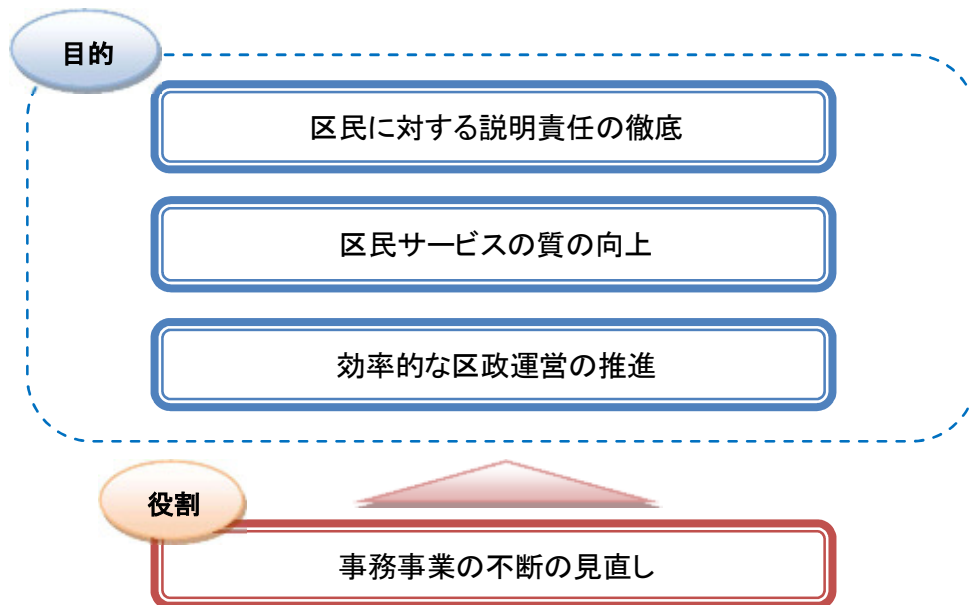 目的
区民に対する説明責任の徹底
区民サービスの質の向上
効率的な区政運営の推進
役割
事務事業の不断の見直し